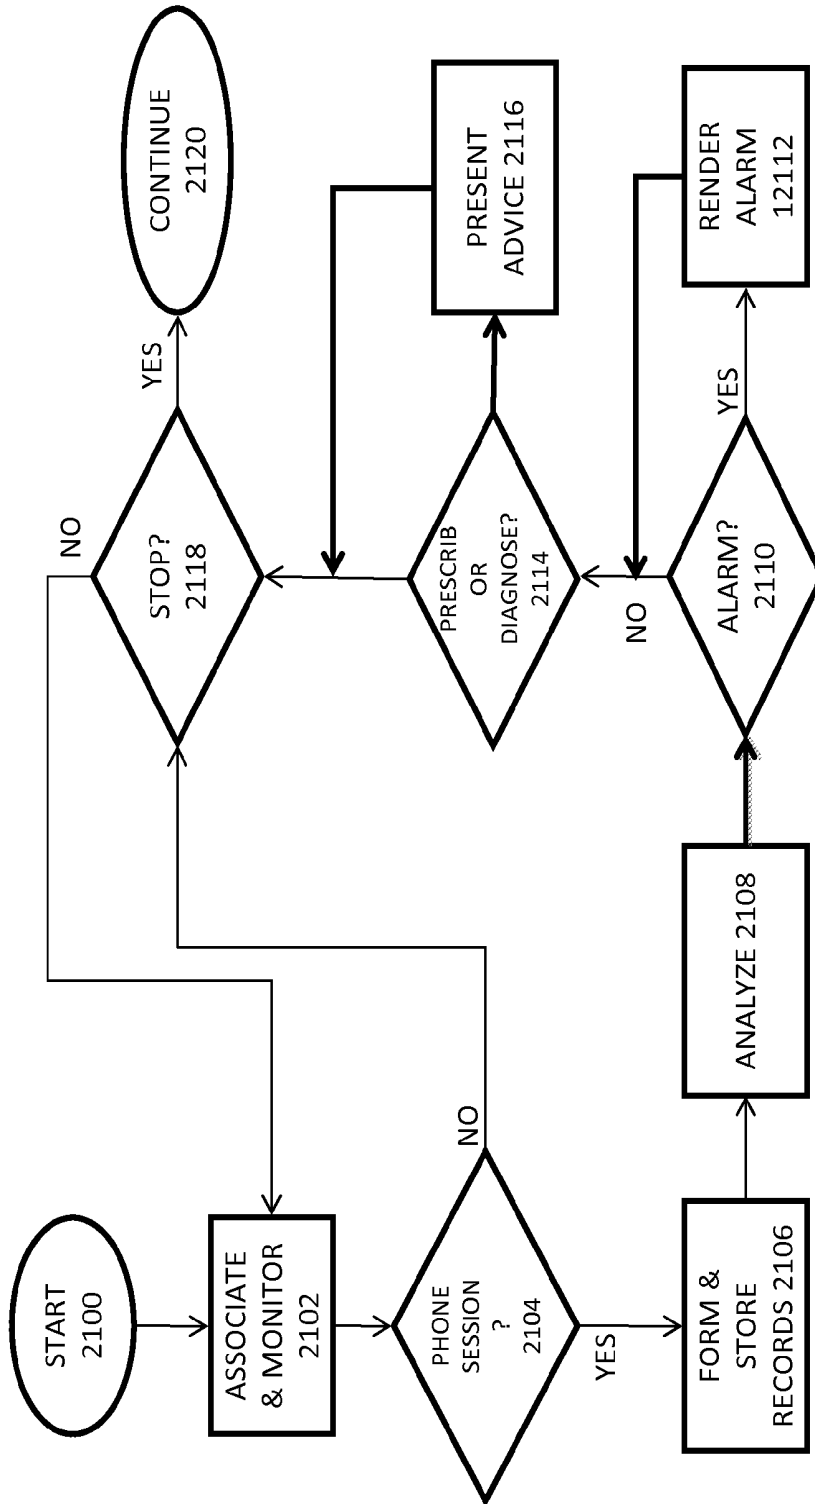 START
2100
ASSOCIATE
& MONITOR
2102
PHONE
SESSION
?
2104
NO
YES
FORM &
STORE
RECORDS 2106
ANALYZE 2108
ALARM?
2110
YES
NO
RENDER
ALARM
12112
PRESCRIB
OR
DIAGNOSE?
2114
PRESENT
ADVICE 2116
STOP?
2118
NO
YES
CONTINUE
2120